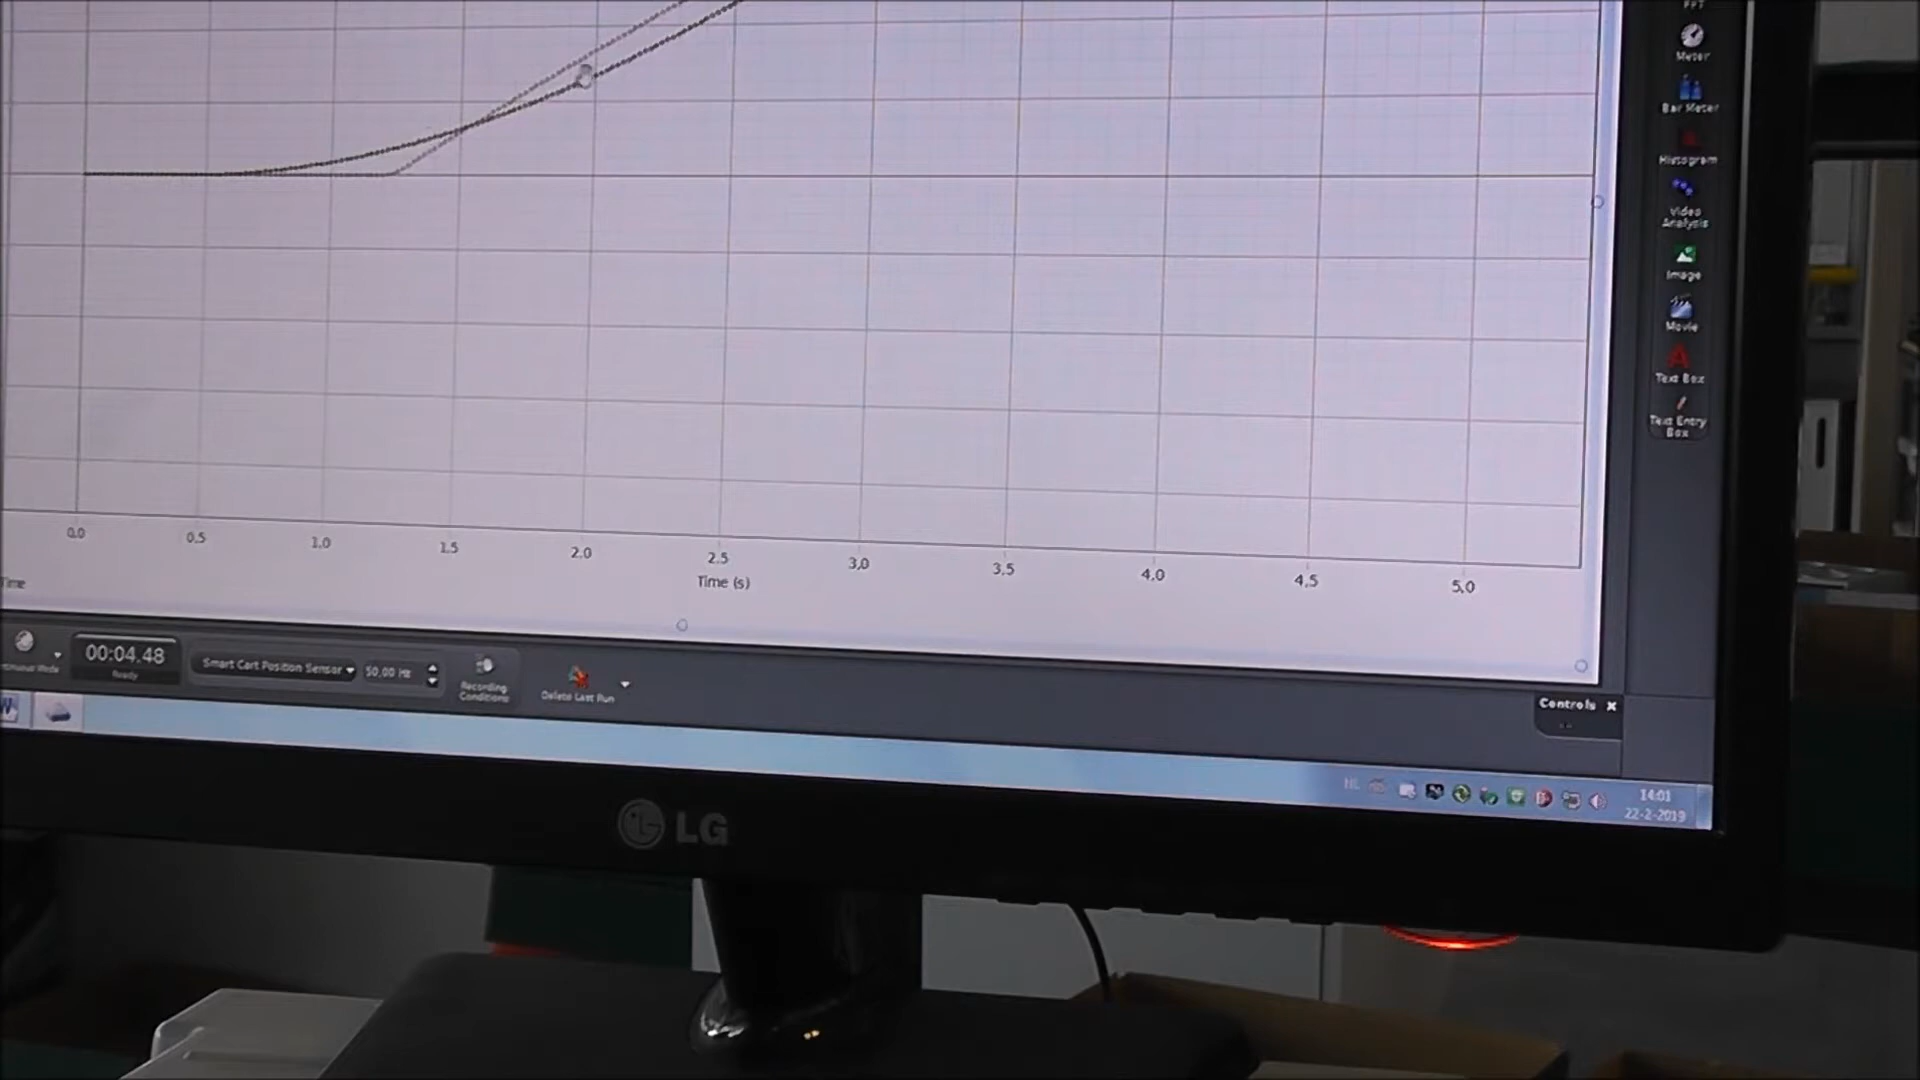 FFT
Meter
Bar Meter
Histogram
Video
Analysis
Image
Movie
Text Box
Text Entry
Box
0.0
0.5
1.0
1.5
2.0
2.5
3.0
3.5
4.0
4.5
5.0
Time (s)
Time
00:04.48
Ready
Smart Cart Position Sensor
50.00 Hz
Recording
Conditions
Delete Last Run
Controls
NL
14:01
22-2-2019
LG